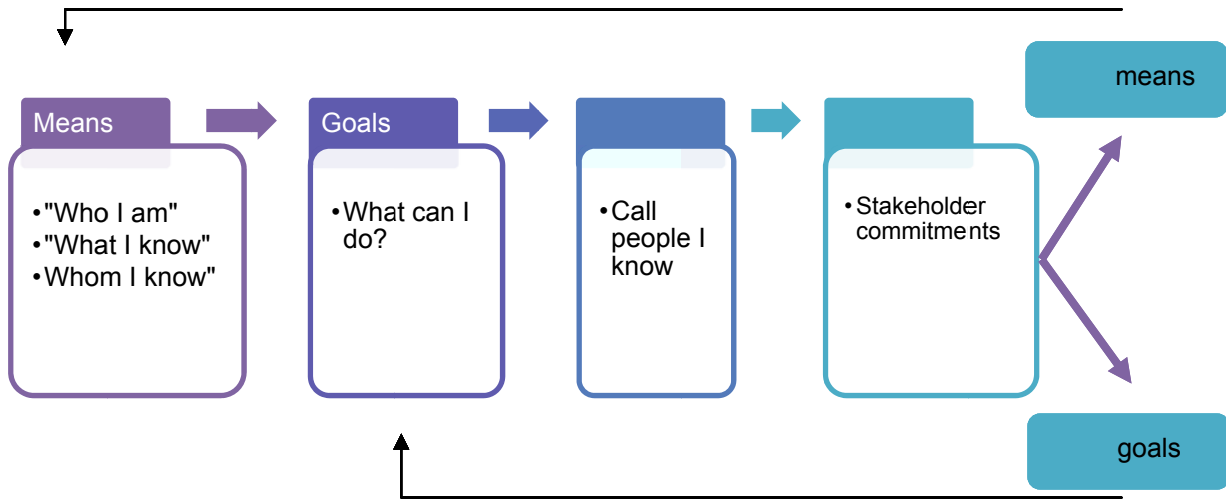 means
Means
Goals
•"Who I am"
•"What I know"
•Whom I know"
•What can I
do?
•Call
people I
know
•Stakeholder
commitments
goals